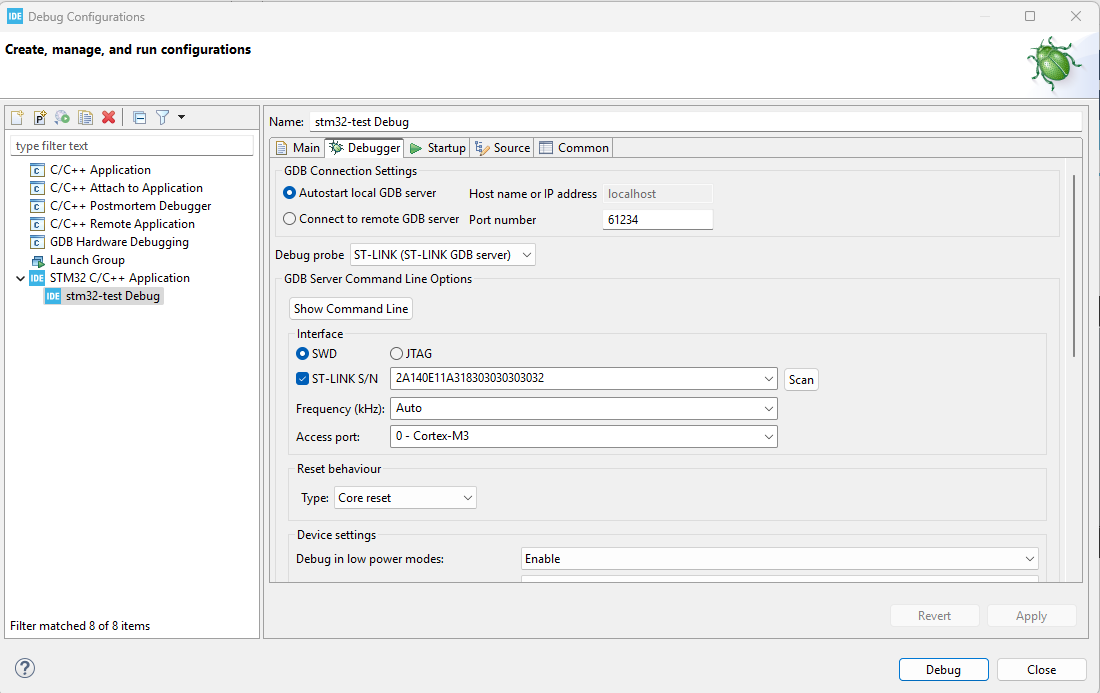 IDE Debug Configurations
Create, manage, and run configurations
type filter text
C/C++ Application
C/C++ Attach to Application
C/C++ Postmortem Debugger
C/C++ Remote Application
GDB Hardware Debugging
Launch Group
IDE STM32 C/C++ Application
IDE stm32-test Debug
Filter matched 8 of 8 items
Name: stm32-test Debug
Main Debugger Startup Source Common
GDB Connection Settings
Autostart local GDB server Host name or IP address localhost
Connect to remote GDB server Port number 61234
Debug probe ST-LINK (ST-LINK GDB server)
GDB Server Command Line Options
Show Command Line
Interface
SWD JTAG
ST-LINK S/N 2A140E11A318303030303032 Scan
Frequency (kHz): Auto
Access port: 0 - Cortex-M3
Reset behaviour
Type: Core reset
Device settings
Debug in low power modes: Enable
Revert Apply
? Debug Close